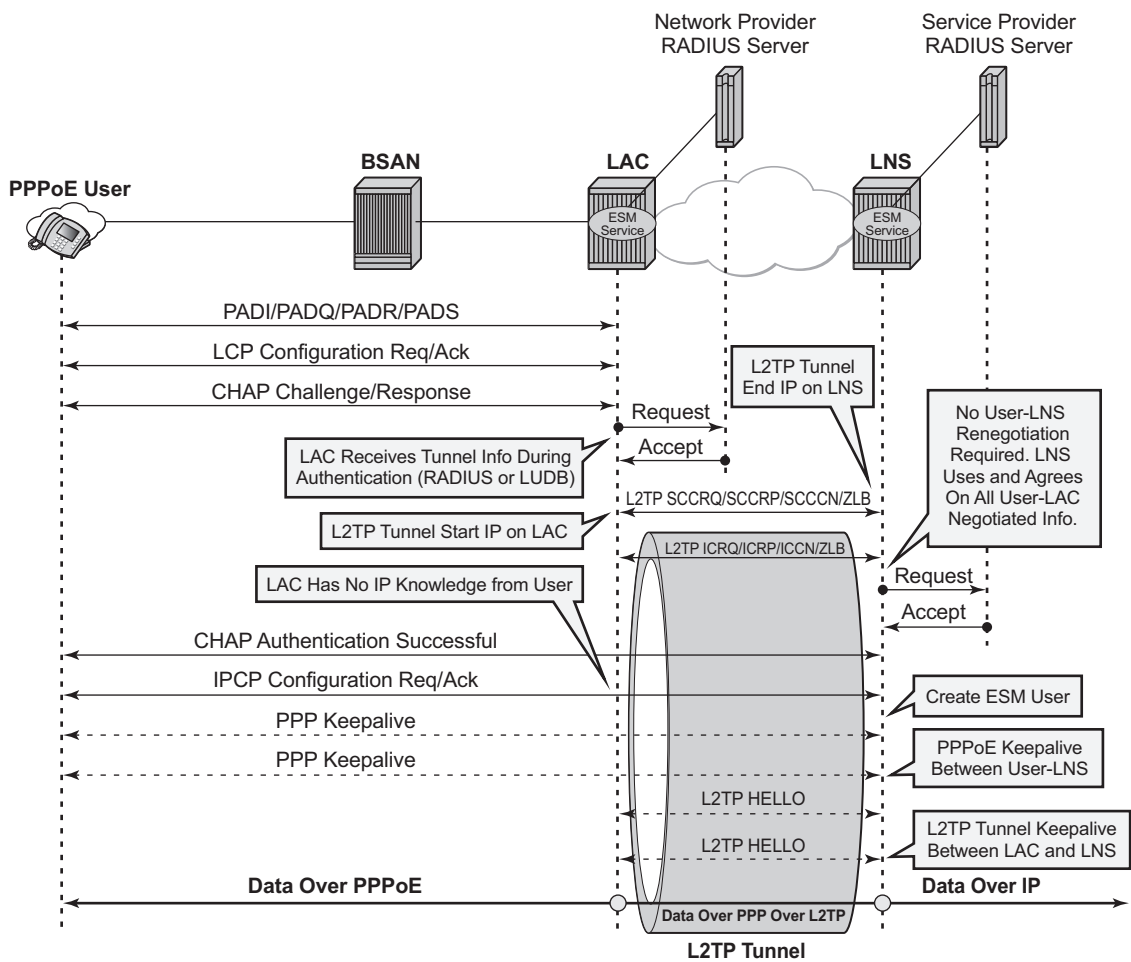 Network Provider
RADIUS Server
Service Provider
RADIUS Server
PPPoE User
BSAN
LAC
LNS
ESM
Service
ESM
Service
PADI/PADQ/PADR/PADS
LCP Configuration Req/Ack
CHAP Challenge/Response
L2TP Tunnel
End IP on LNS
Request
Accept
LAC Receives Tunnel Info During
Authentication (RADIUS or LUDB)
No User-LNS
Renegotiation
Required. LNS
Uses and Agrees
On All User-LAC
Negotiated Info.
L2TP SCCRQ/SCCRP/SCCCN/ZLB
L2TP Tunnel Start IP on LAC
L2TP ICRQ/ICRP/ICCN/ZLB
LAC Has No IP Knowledge from User
Request
Accept
CHAP Authentication Successful
IPCP Configuration Req/Ack
Create ESM User
PPP Keepalive
PPP Keepalive
PPPoE Keepalive
Between User-LNS
L2TP HELLO
L2TP HELLO
L2TP Tunnel Keepalive
Between LAC and LNS
Data Over PPPoE
Data Over IP
Data Over PPP Over L2TP
L2TP Tunnel